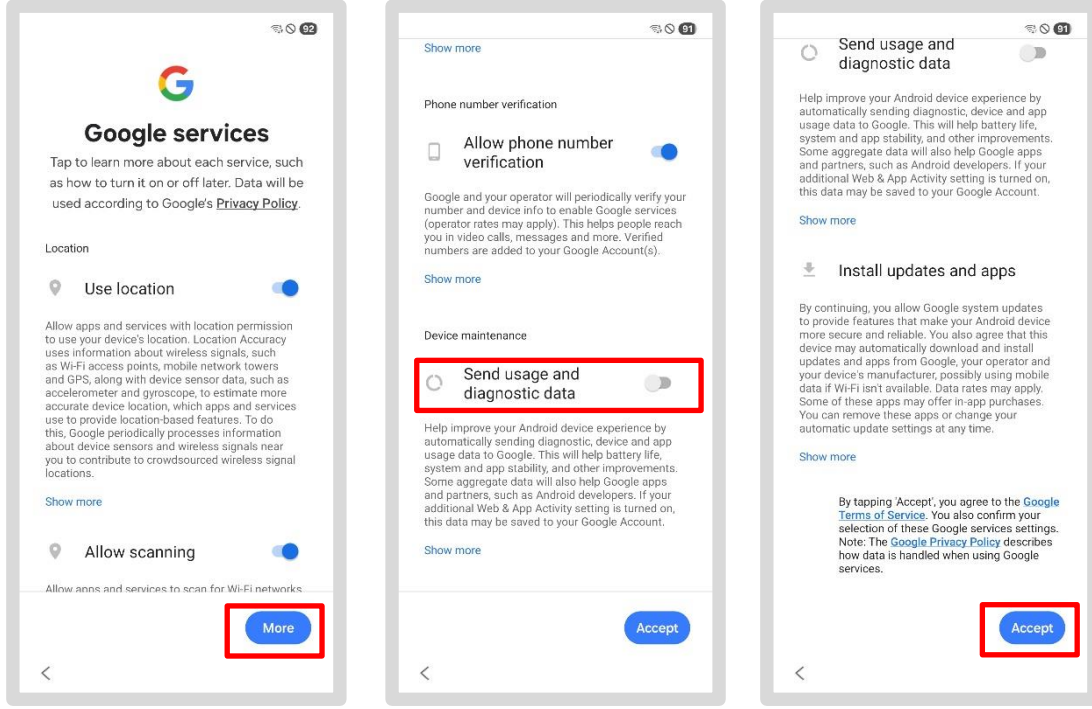 92
Google services
Tap to learn more about each service, such
as how to turn it on or off later. Data will be
used according to Google's Privacy Policy.
Location
Use location
Allow apps and services with location permission
to use your device's location. Location Accuracy
uses information about wireless signals, such
as Wi-Fi access points, mobile network towers
and GPS, along with device sensor data, such as
accelerometer and gyroscope, to estimate more
accurate device location, which apps and services
use to provide location-based features. To do
this, Google periodically processes information
about device sensors and wireless signals near
you to contribute to crowdsourced wireless signal
locations.
Show more
Allow scanning
Allow apps and services to scan for Wi-Fi networks
More
91
Show more
Phone number verification
Allow phone number
verification
Google and your operator will periodically verify your
number and device info to enable Google services
(operator rates may apply). This helps people reach
you in video calls, messages and more. Verified
numbers are added to your Google Account(s).
Show more
Device maintenance
Send usage and
diagnostic data
Help improve your Android device experience by
automatically sending diagnostic, device and app
usage data to Google. This will help battery life,
system and app stability, and other improvements.
Some aggregate data will also help Google apps
and partners, such as Android developers. If your
additional Web & App Activity setting is turned on,
this data may be saved to your Google Account.
Show more
Accept
91
Send usage and
diagnostic data
Help improve your Android device experience by
automatically sending diagnostic, device and app
usage data to Google. This will help battery life,
system and app stability, and other improvements.
Some aggregate data will also help Google apps
and partners, such as Android developers. If your
additional Web & App Activity setting is turned on,
this data may be saved to your Google Account.
Show more
Install updates and apps
By continuing, you allow Google system updates
to provide features that make your Android device
more secure and reliable. You also agree that this
device may automatically download and install
updates and apps from Google, your operator and
your device's manufacturer, possibly using mobile
data if Wi-Fi isn't available. Data rates may apply.
Some of these apps may offer in-app purchases.
You can remove these apps or change your
automatic update settings at any time.
Show more
By tapping 'Accept', you agree to the Google
Terms of Service. You also confirm your
selection of these Google services settings.
Note: The Google Privacy Policy describes
how data is handled when using Google
services.
Accept